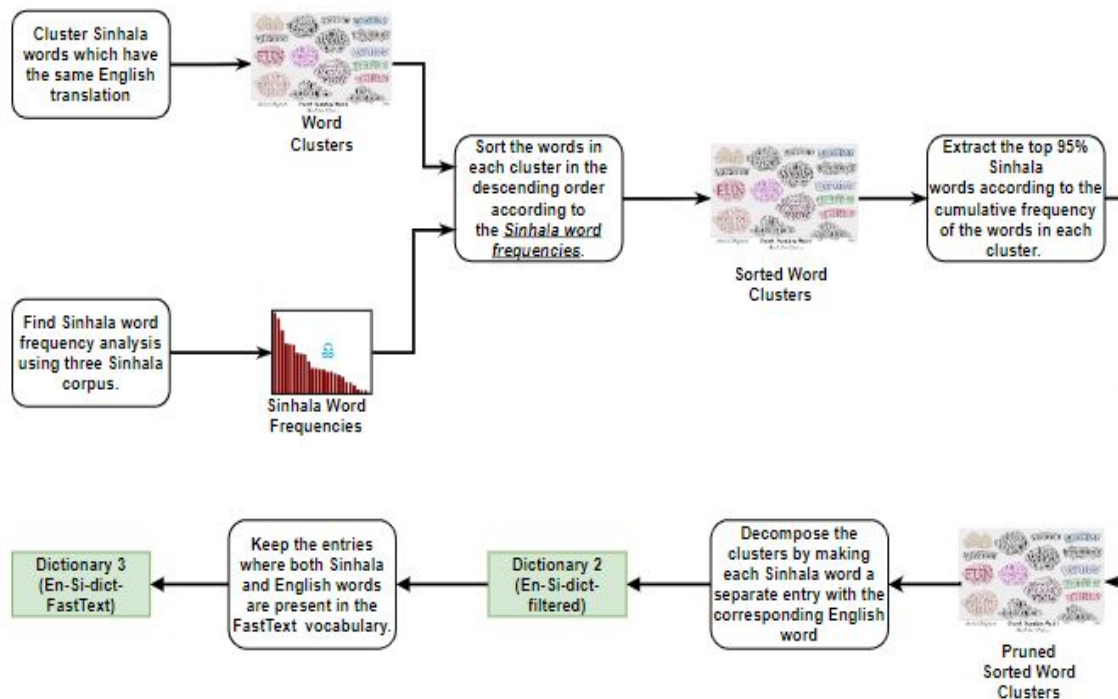 Cluster Sinhala
words which have
the same English
translation
Word
Clusters
Find Sinhala word
frequency analysis
using three Sinhala
corpus.
Sinhala Word
Frequencies
Sort the words in
each cluster in the
descending order
according to
the Sinhala word
frequencies.
Sorted Word
Clusters
Extract the top 95%
Sinhala
words according to the
cumulative frequency
of the words in each
cluster.
Pruned
Sorted Word
Clusters
Decompose the
clusters by making
each Sinhala word a
separate entry with the
corresponding English
word
Dictionary 2
(En-Si-dict-
filtered)
Keep the entries
where both Sinhala
and English words
are present in the
FastText vocabulary.
Dictionary 3
(En-Si-dict-
FastText)